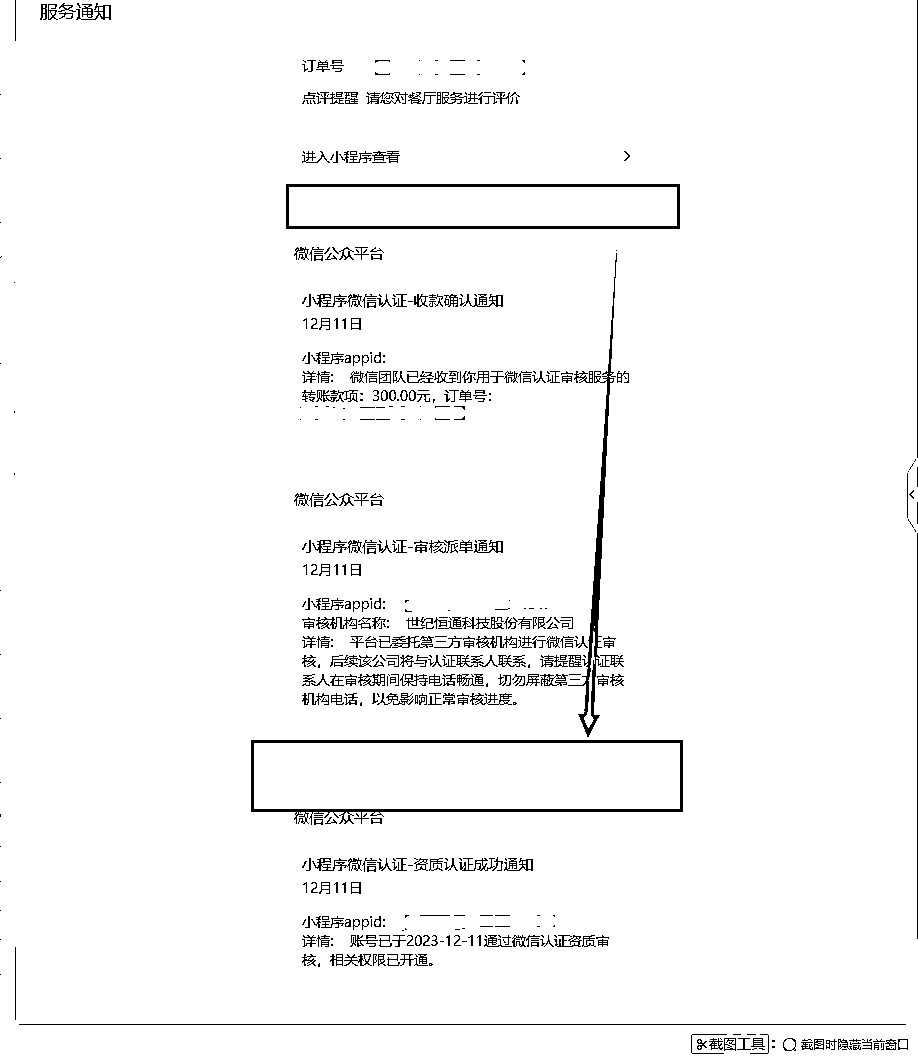 服务通知
订单号
点评提醒 请您对餐厅服务进行评价
进入小程序查看
微信公众平台
小程序微信认证-收款确认通知
12月11日
小程序appid:
详情: 微信团队已经收到你用于微信认证审核服务的
转账款项: 300.00元, 订单号:
微信公众平台
小程序微信认证-审核派单通知
12月11日
小程序appid:
审核机构名称: 世纪恒通科技股份有限公司
详情: 平台已委托第三方审核机构进行微信认证审
核, 后续该公司将与认证联系人联系, 请提醒认证联
系人在审核期间保持电话畅通, 切勿屏蔽第三方审核
机构电话, 以免影响正常审核进度。
微信公众平台
小程序微信认证-资质认证成功通知
12月11日
小程序appid:
详情: 账号已于2023-12-11通过微信认证资质审
核, 相关权限已开通。
截图工具: 截图时隐藏当前窗口